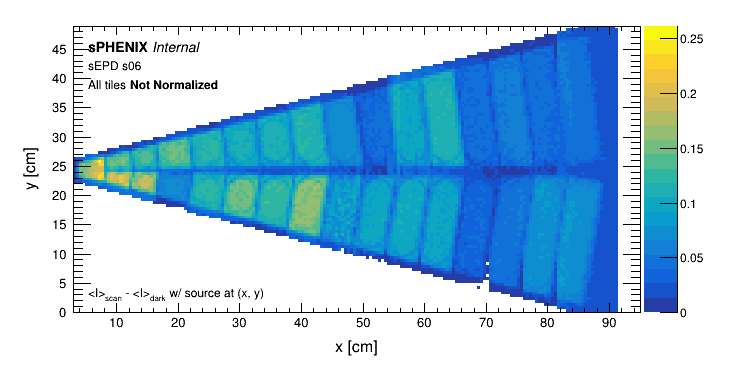 sPHENIX Internal
sEPD s06
All tiles Not Normalized
<I>scan - <I>dark w/ source at (x, y)
y [cm]
45
40
35
30
25
20
15
10
5
0
10 20 30 40 50 60 70 80 90
x [cm]
0.25
0.2
0.15
0.1
0.05
0